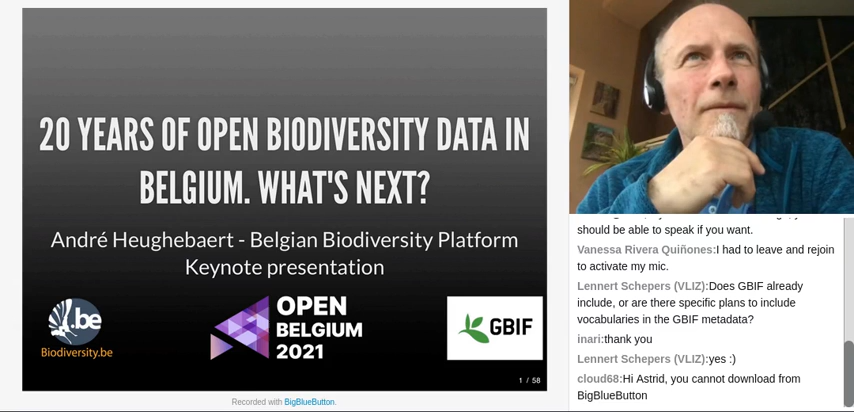 20 YEARS OF OPEN BIODIVERSITY DATA IN
BELGIUM. WHAT'S NEXT?
André Heughebaert - Belgian Biodiversity Platform
Keynote presentation
.be
Biodiversity.be
OPEN
BELGIUM
2021
GBIF
1 / 58
Recorded with BigBlueButton.
should be able to speak if you want.
Vanessa Rivera Quiñones:I had to leave and rejoin
to activate my mic.
Lennert Schepers (VLIZ):Does GBIF already
include, or are there specific plans to include
vocabularies in the GBIF metadata?
inari:thank you
Lennert Schepers (VLIZ):yes :)
cloud68:Hi Astrid, you cannot download from
BigBlueButton